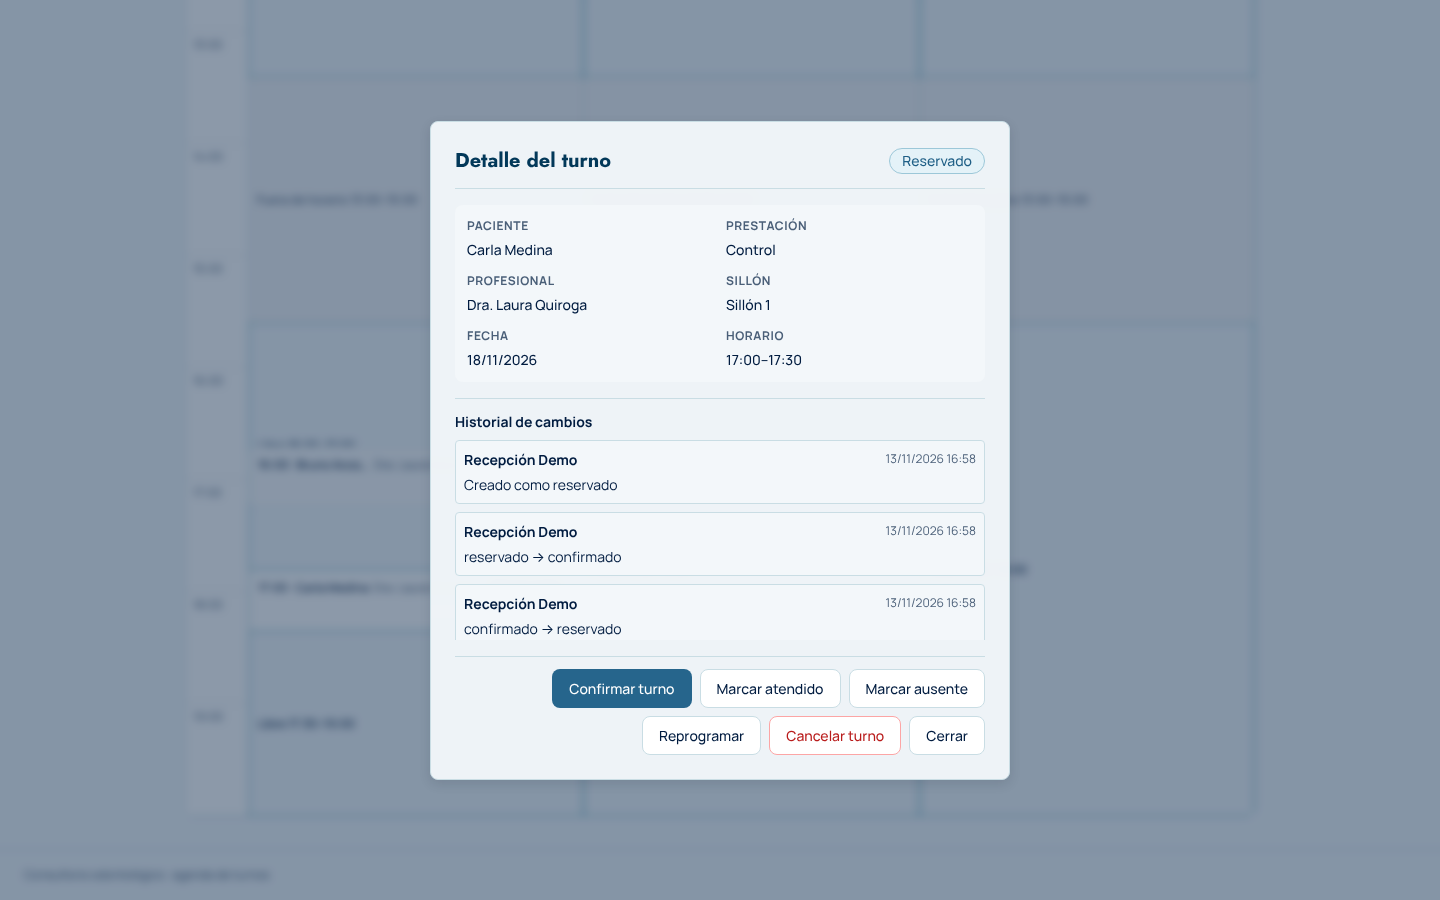 Detalle del turno
Reservado
PACIENTE
Carla Medina
PRESTACIÓN
Control
PROFESIONAL
Dra. Laura Quiroga
SILLÓN
Sillón 1
FECHA
18/11/2026
HORARIO
17:00–17:30
Historial de cambios
Recepción Demo
13/11/2026 16:58
Creado como reservado
Recepción Demo
13/11/2026 16:58
reservado → confirmado
Recepción Demo
13/11/2026 16:58
confirmado → reservado
Confirmar turno
Marcar atendido
Marcar ausente
Reprogramar
Cancelar turno
Cerrar